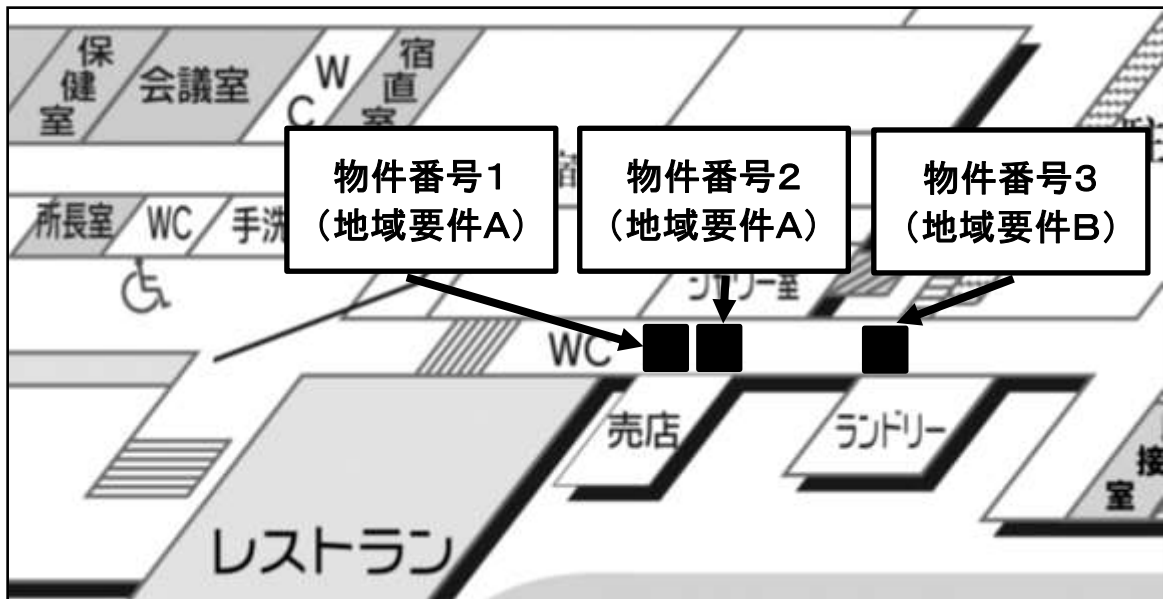 保健室
会議室
WC
宿直室
物件番号1
(地域要件A)
物件番号2
(地域要件A)
物件番号3
(地域要件B)
所長室
WC
手洗
WC
売店
ランドリー
レストラン
接
室